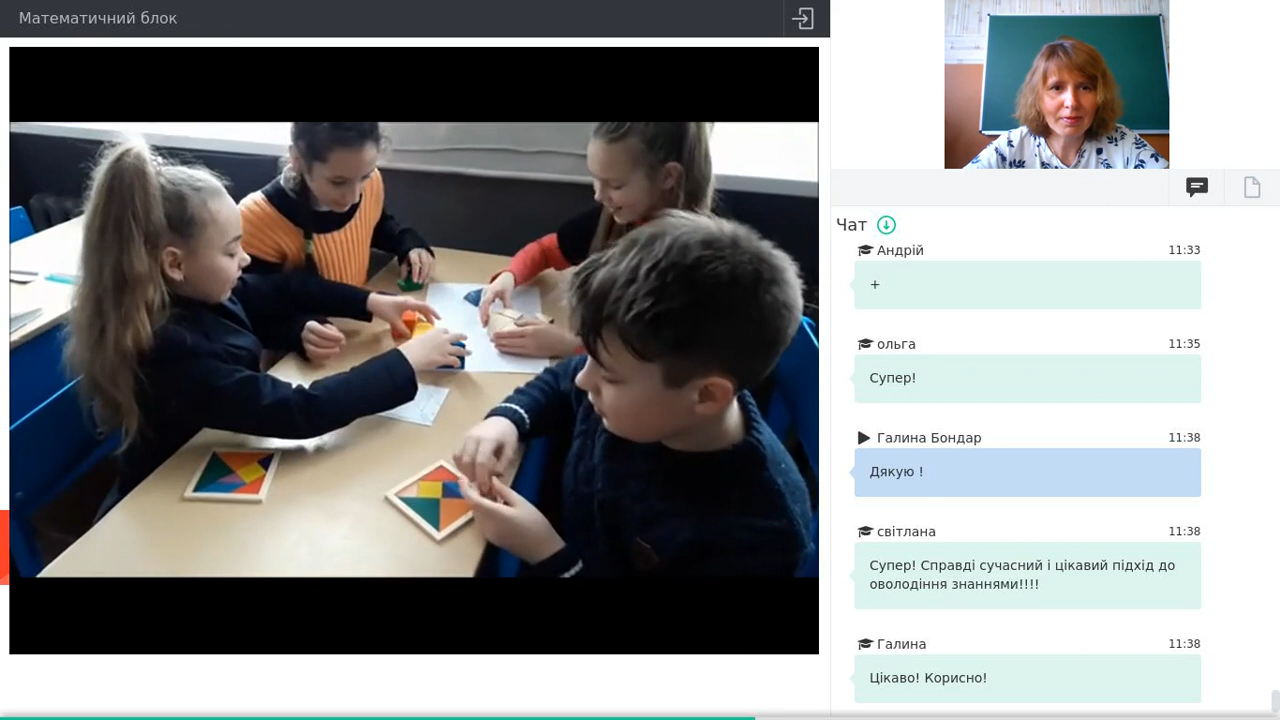 Математичний блок
Чат
Андрій 11:33
+
ольга 11:35
Супер!
Галина Бондар 11:38
Дякую !
світлана 11:38
Супер! Справді сучасний і цікавий підхід до
оволодіння знаннями!!!!
Галина 11:38
Цікаво! Корисно!